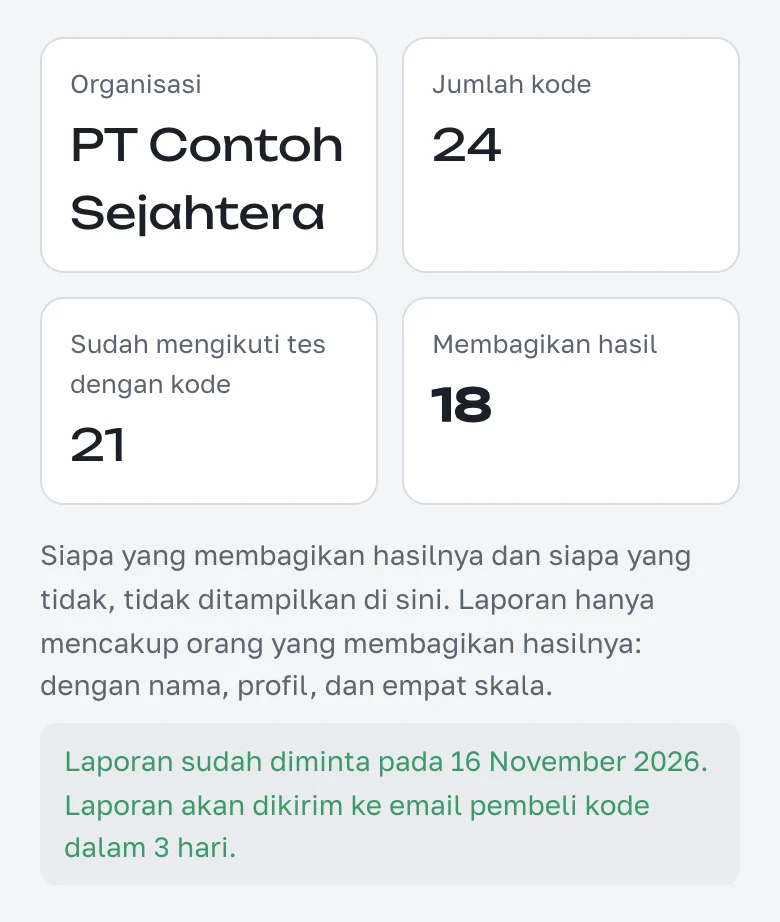 Organisasi
PT Contoh
Sejahtera
Jumlah kode
24
Sudah mengikuti tes
dengan kode
21
Membagikan hasil
18
Siapa yang membagikan hasilnya dan siapa yang
tidak, tidak ditampilkan di sini. Laporan hanya
mencakup orang yang membagikan hasilnya:
dengan nama, profil, dan empat skala.
Laporan sudah diminta pada 16 November 2026.
Laporan akan dikirim ke email pembeli kode
dalam 3 hari.